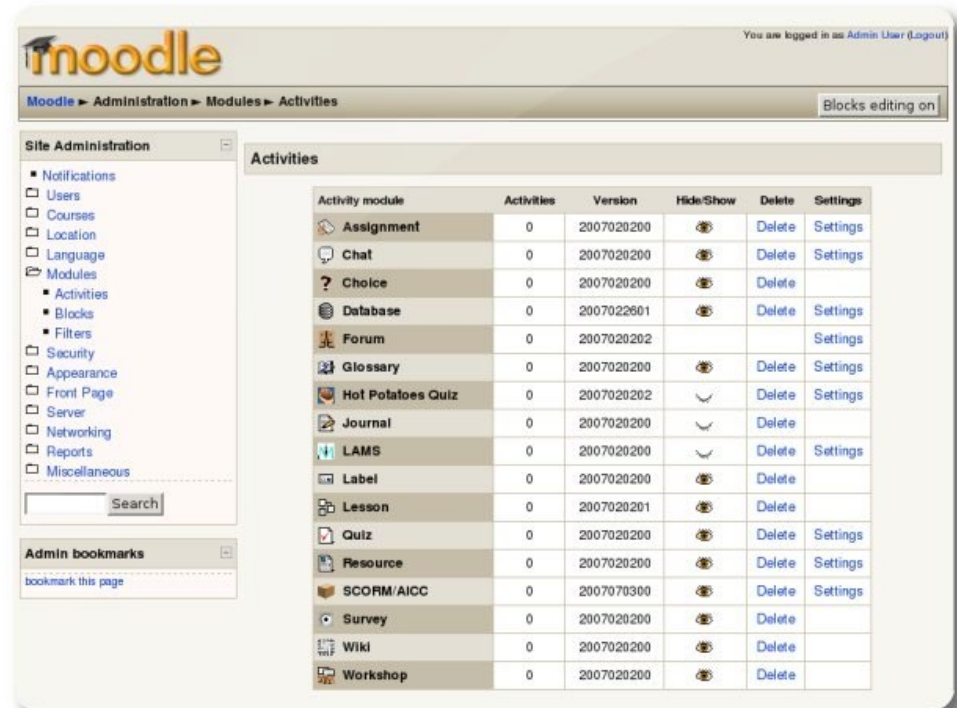 moodle
You are logged in as Admin User (Logout)
Moodle ► Administration ► Modules ► Activities
Blocks editing on
Site Administration
Notifications
Users
Courses
Location
Language
Modules
Activities
Blocks
Filters
Security
Appearance
Front Page
Server
Networking
Reports
Miscellaneous
Search
Admin bookmarks
bookmark this page
Activities
Activity module Activities Version Hide/Show Delete Settings
Assignment 0 2007020200 Delete Settings
Chat 0 2007020200 Delete Settings
Choice 0 2007020200 Delete
Database 0 2007022601 Delete Settings
Forum 0 2007020202 Settings
Glossary 0 2007020200 Delete Settings
Hot Potatoes Quiz 0 2007020202 Delete Settings
Journal 0 2007020200 Delete
LAMS 0 2007020200 Delete Settings
Label 0 2007020200 Delete
Lesson 0 2007020201 Delete
Quiz 0 2007020200 Delete Settings
Resource 0 2007020200 Delete Settings
SCORM/AICC 0 2007070300 Delete Settings
Survey 0 2007020200 Delete
Wiki 0 2007020200 Delete
Workshop 0 2007020200 Delete